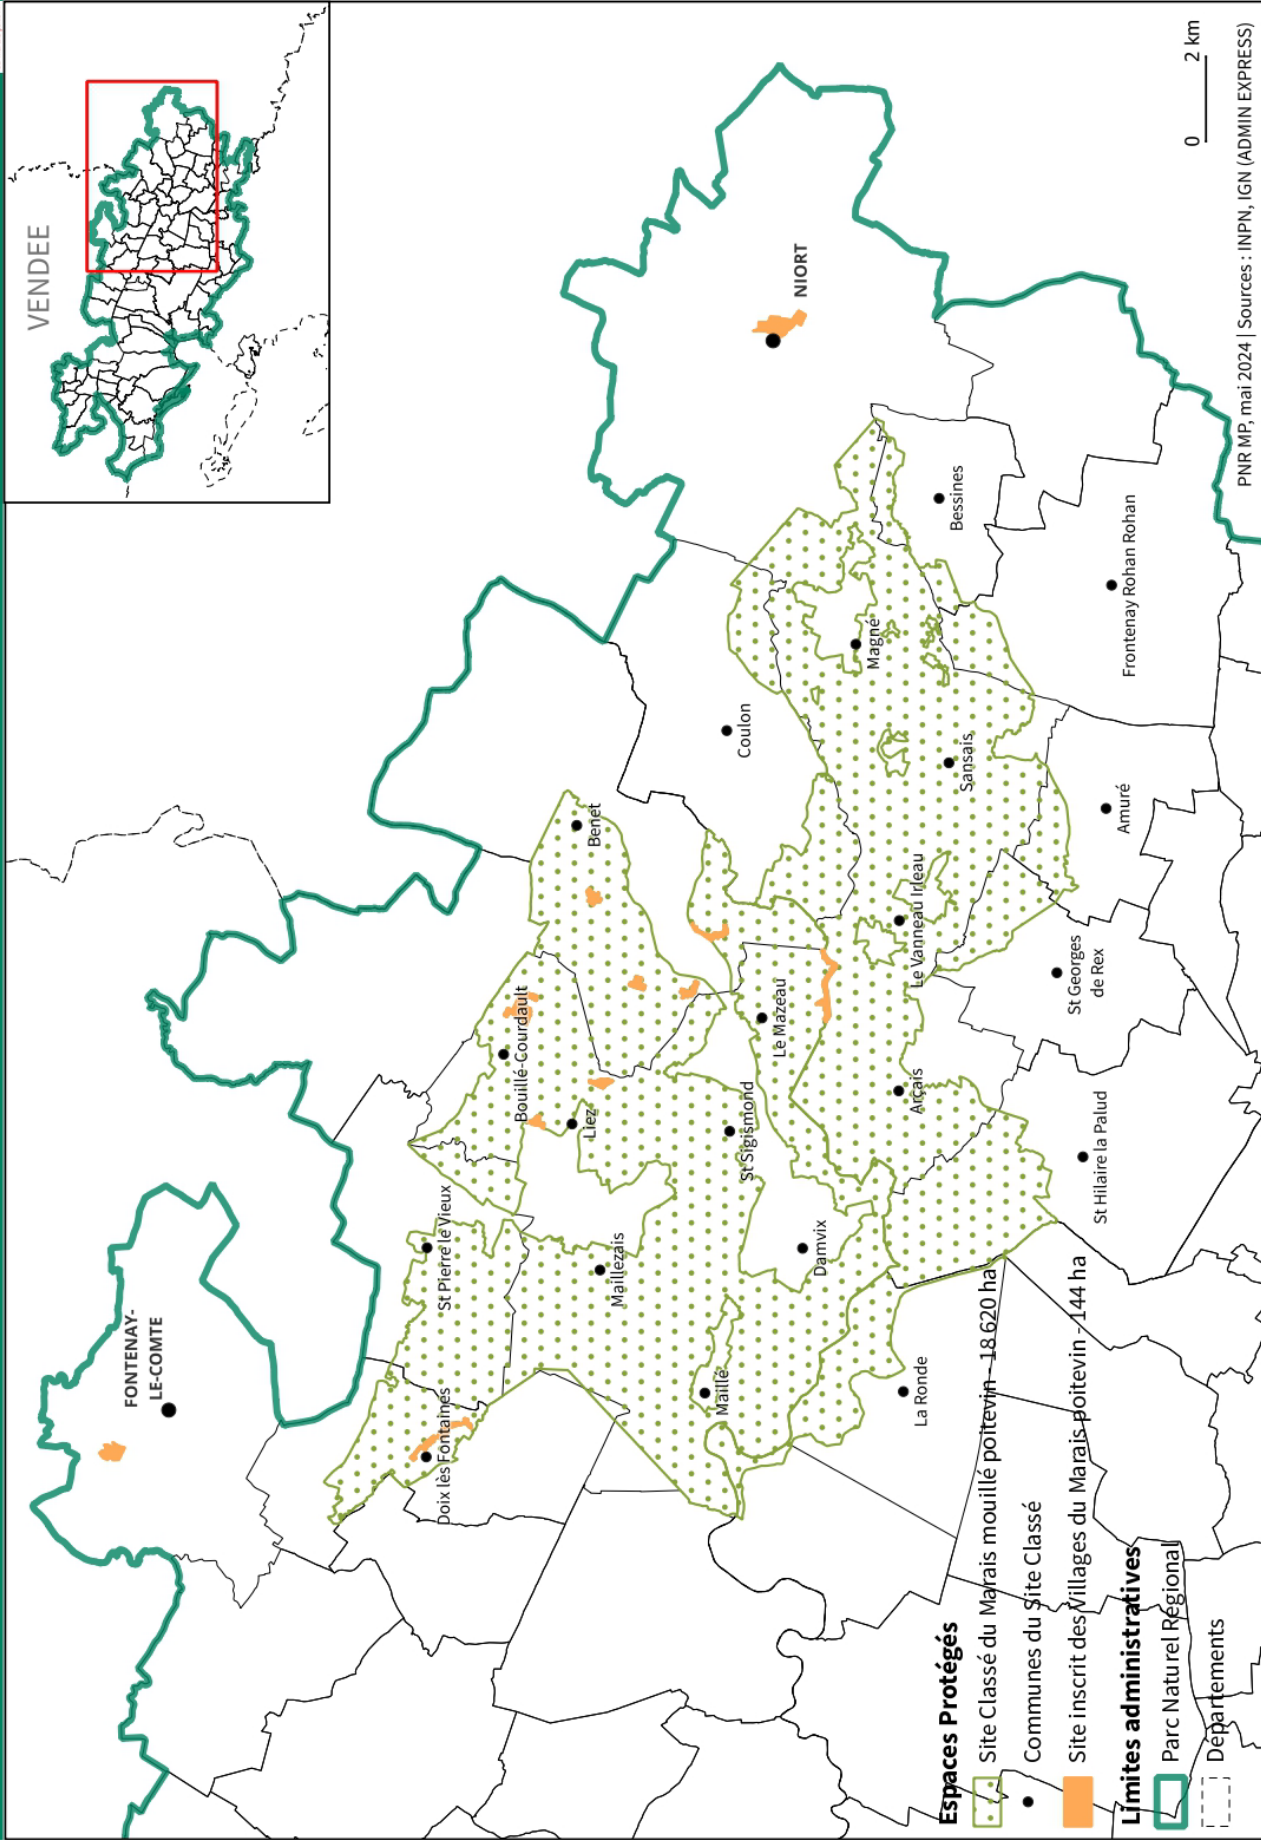 VENDEE
FONTENAY-
LE-COMTE
NIORT
Doix lès Fontaines
St Pierre le Vieux
Bouillé-Courdault
Benet
Liez
Maillezais
Coulon
Maillé
St Sigismond
Le Mazeau
Damvix
Magné
Bessines
Sansais
Le Vanneau Irleau
Arçais
La Ronde
St Hilaire la Palud
St Georges
de Rex
Amuré
Frontenay Rohan Rohan
Espaces Protégés
Site Classé du Marais mouillé poitevin - 18 620 ha
Communes du Site Classé
Site inscrit des Villages du Marais poitevin - 144 ha
Limites administratives
Parc Naturel Régional
Départements
0 2 km
PNR MP, mai 2024 | Sources : INPN, IGN (ADMIN EXPRESS)